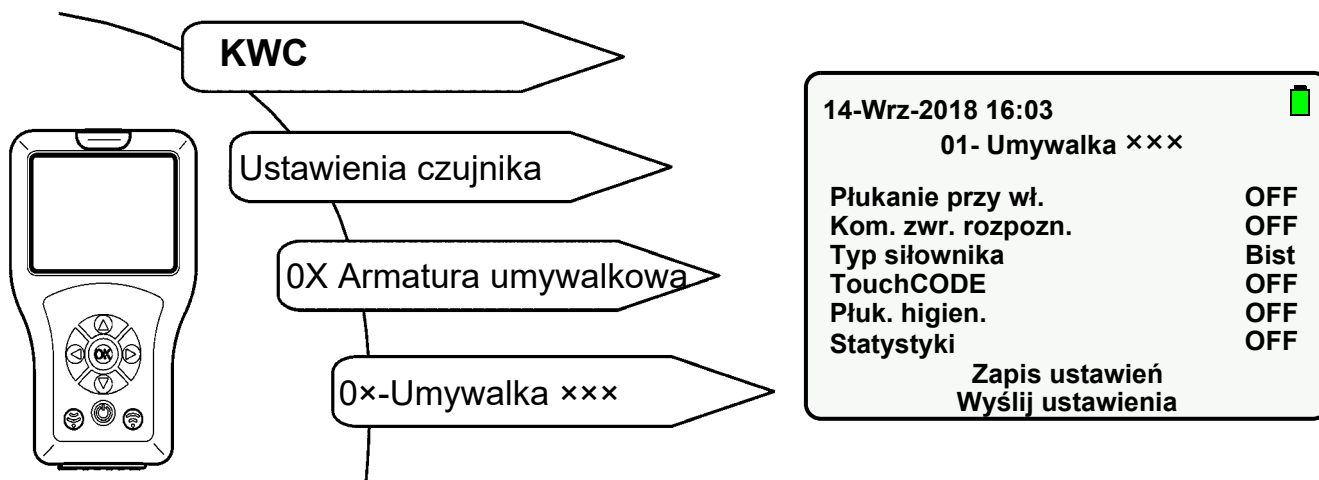 KWC
Ustawienia czujnika
0X Armatura umywalkowa
0×-Umywalka ×××
OK
14-Wrz-2018 16:03
01- Umywalka ×××
Płukanie przy wł. OFF
Kom. zwr. rozpozn. OFF
Typ siłownika Bist
TouchCODE OFF
Płuk. higien. OFF
Statystyki OFF
Zapis ustawień
Wyślij ustawienia